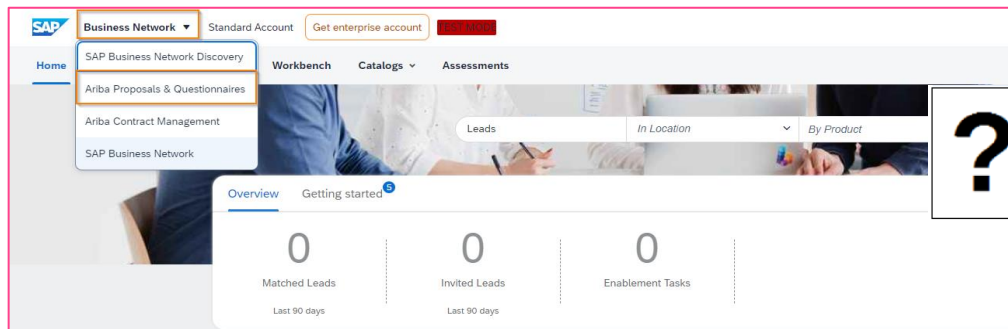 SAP Business Network ▼ Standard Account Get enterprise account TEST MODE
Home Workbench Catalogs Assessments
SAP Business Network Discovery
Ariba Proposals & Questionnaires
Ariba Contract Management
SAP Business Network
Leads In Location By Product
?
Overview Getting started 5
0 0 0
Matched Leads Invited Leads Enablement Tasks
Last 90 days Last 90 days